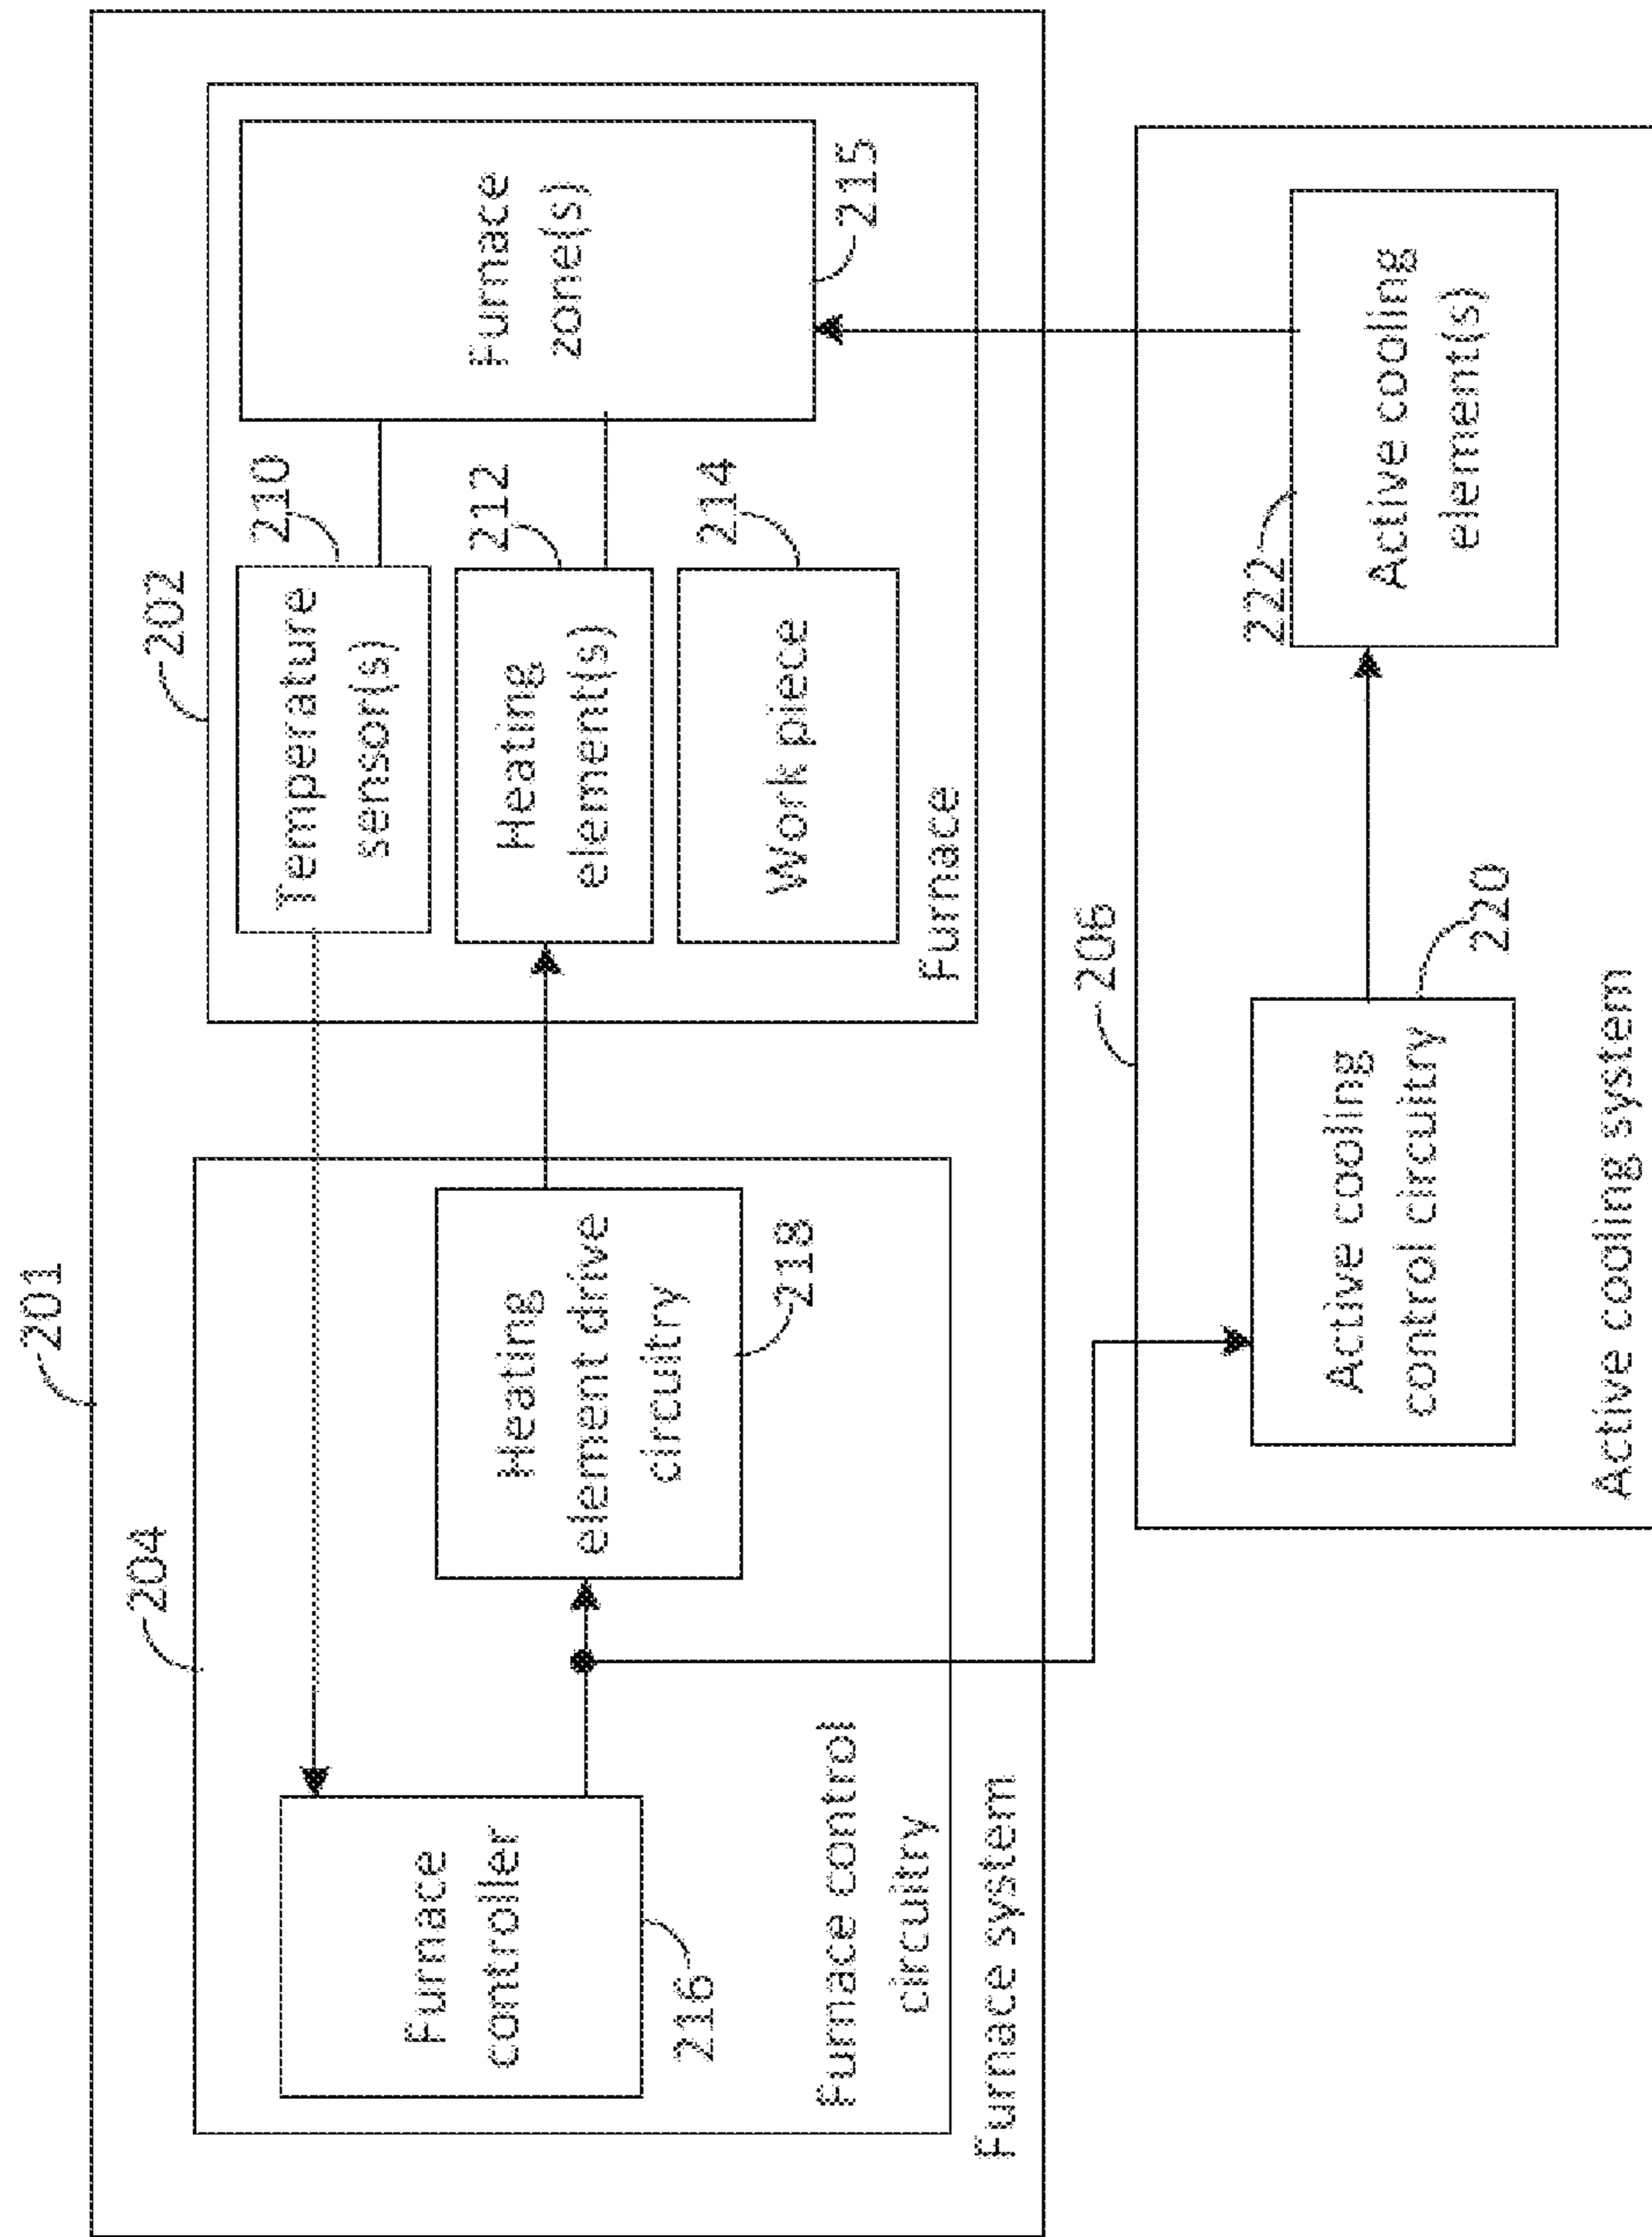 201
204
202
Furnace
controller
216
Heating
element drive
circuitry
218
Furnace control
circuitry
Furnace system
Temperature
sensor(s)
210
Heating
element(s)
212
Work piece
214
Furnace
zone(s)
215
Furnace
206
Active cooling
control circuitry
220
222
Active cooling
element(s)
Active cooling system